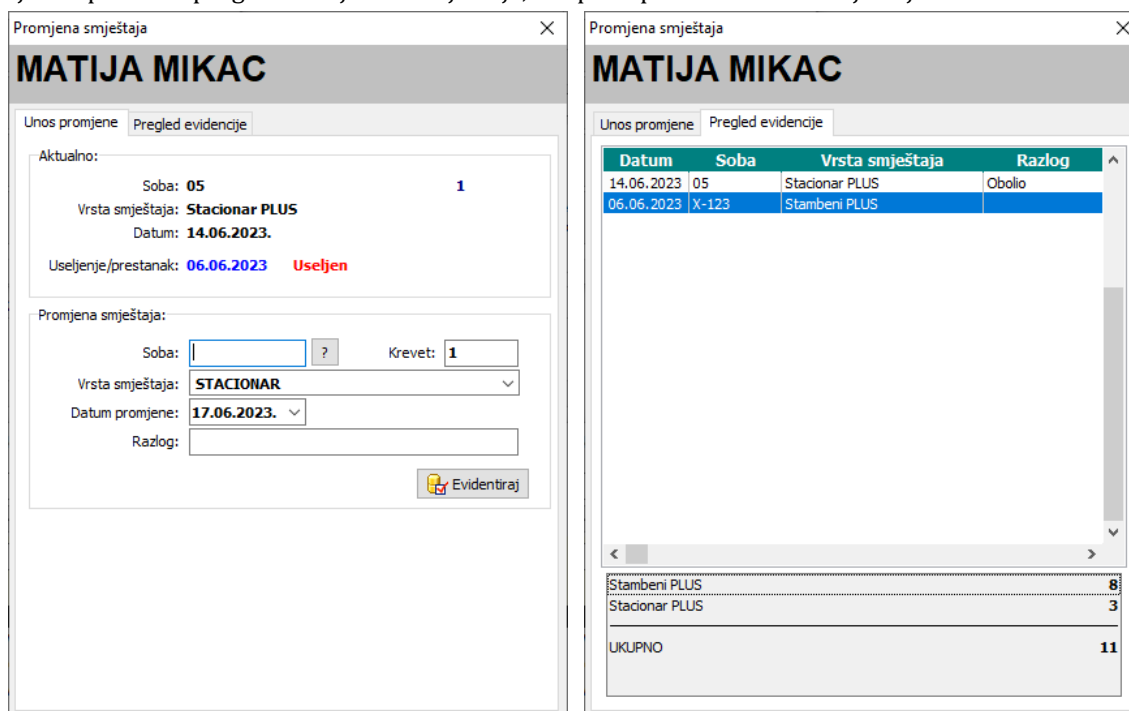 Promjena smještaja
MATIJA MIKAC
Unos promjene Pregled evidencije
Aktualno:
Soba: 05 1
Vrsta smještaja: Stacionar PLUS
Datum: 14.06.2023.
Useljenje/prestanak: 06.06.2023 Useljen
Promjena smještaja:
Soba: ? Krevet: 1
Vrsta smještaja: STACIONAR
Datum promjene: 17.06.2023.
Razlog:
Evidentiraj
Promjena smještaja
MATIJA MIKAC
Unos promjene Pregled evidencije
Datum Soba Vrsta smještaja Razlog
14.06.2023 05 Stacionar PLUS Obolio
06.06.2023 X-123 Stambeni PLUS
Stambeni PLUS 8
Stacionar PLUS 3
UKUPNO 11